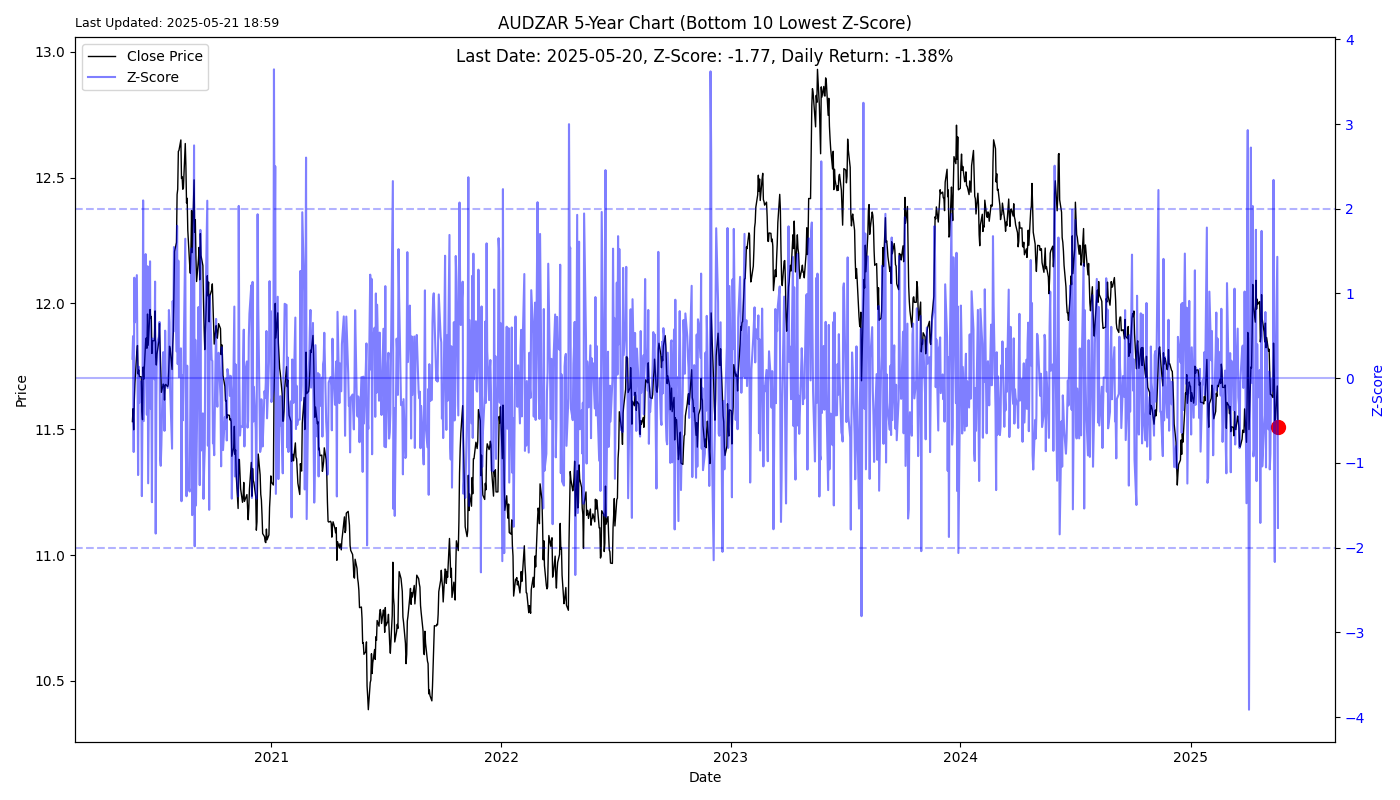 Last Updated: 2025-05-21 18:59
AUDZAR 5-Year Chart (Bottom 10 Lowest Z-Score)
Last Date: 2025-05-20, Z-Score: -1.77, Daily Return: -1.38%
Close Price
Z-Score
13.0
12.5
12.0
11.5
11.0
10.5
Price
4
3
2
1
0
−1
−2
−3
−4
Z-Score
2021 2022 2023 2024 2025
Date